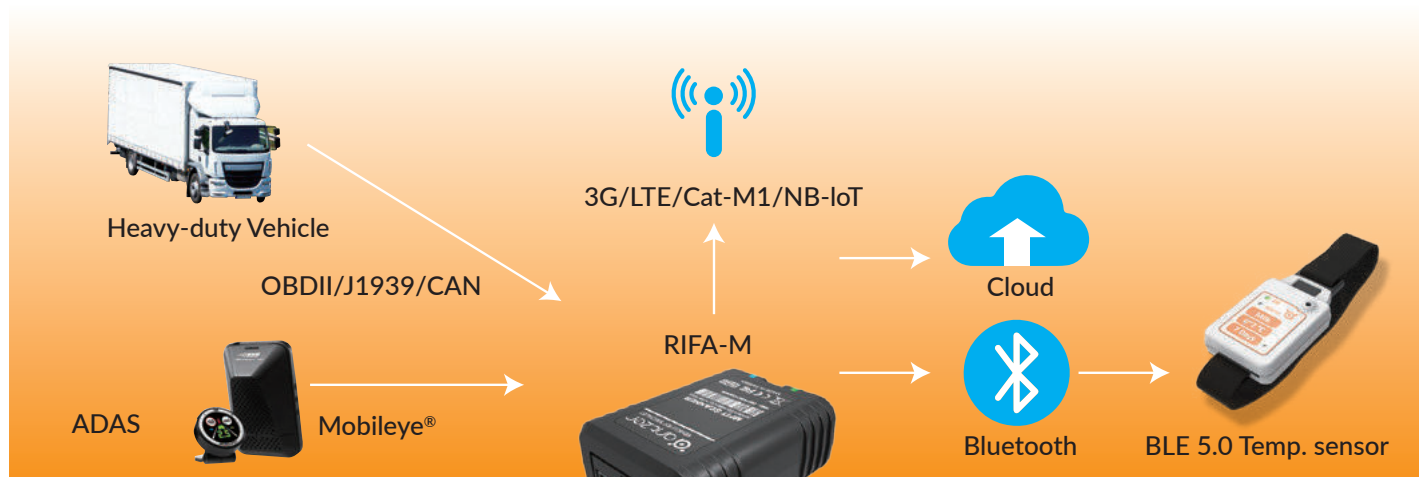 3G/LTE/Cat-M1/NB-IoT
Heavy-duty Vehicle
OBDII/J1939/CAN
Cloud
RIFA-M
ADAS
Mobileye®
Bluetooth
BLE 5.0 Temp. sensor